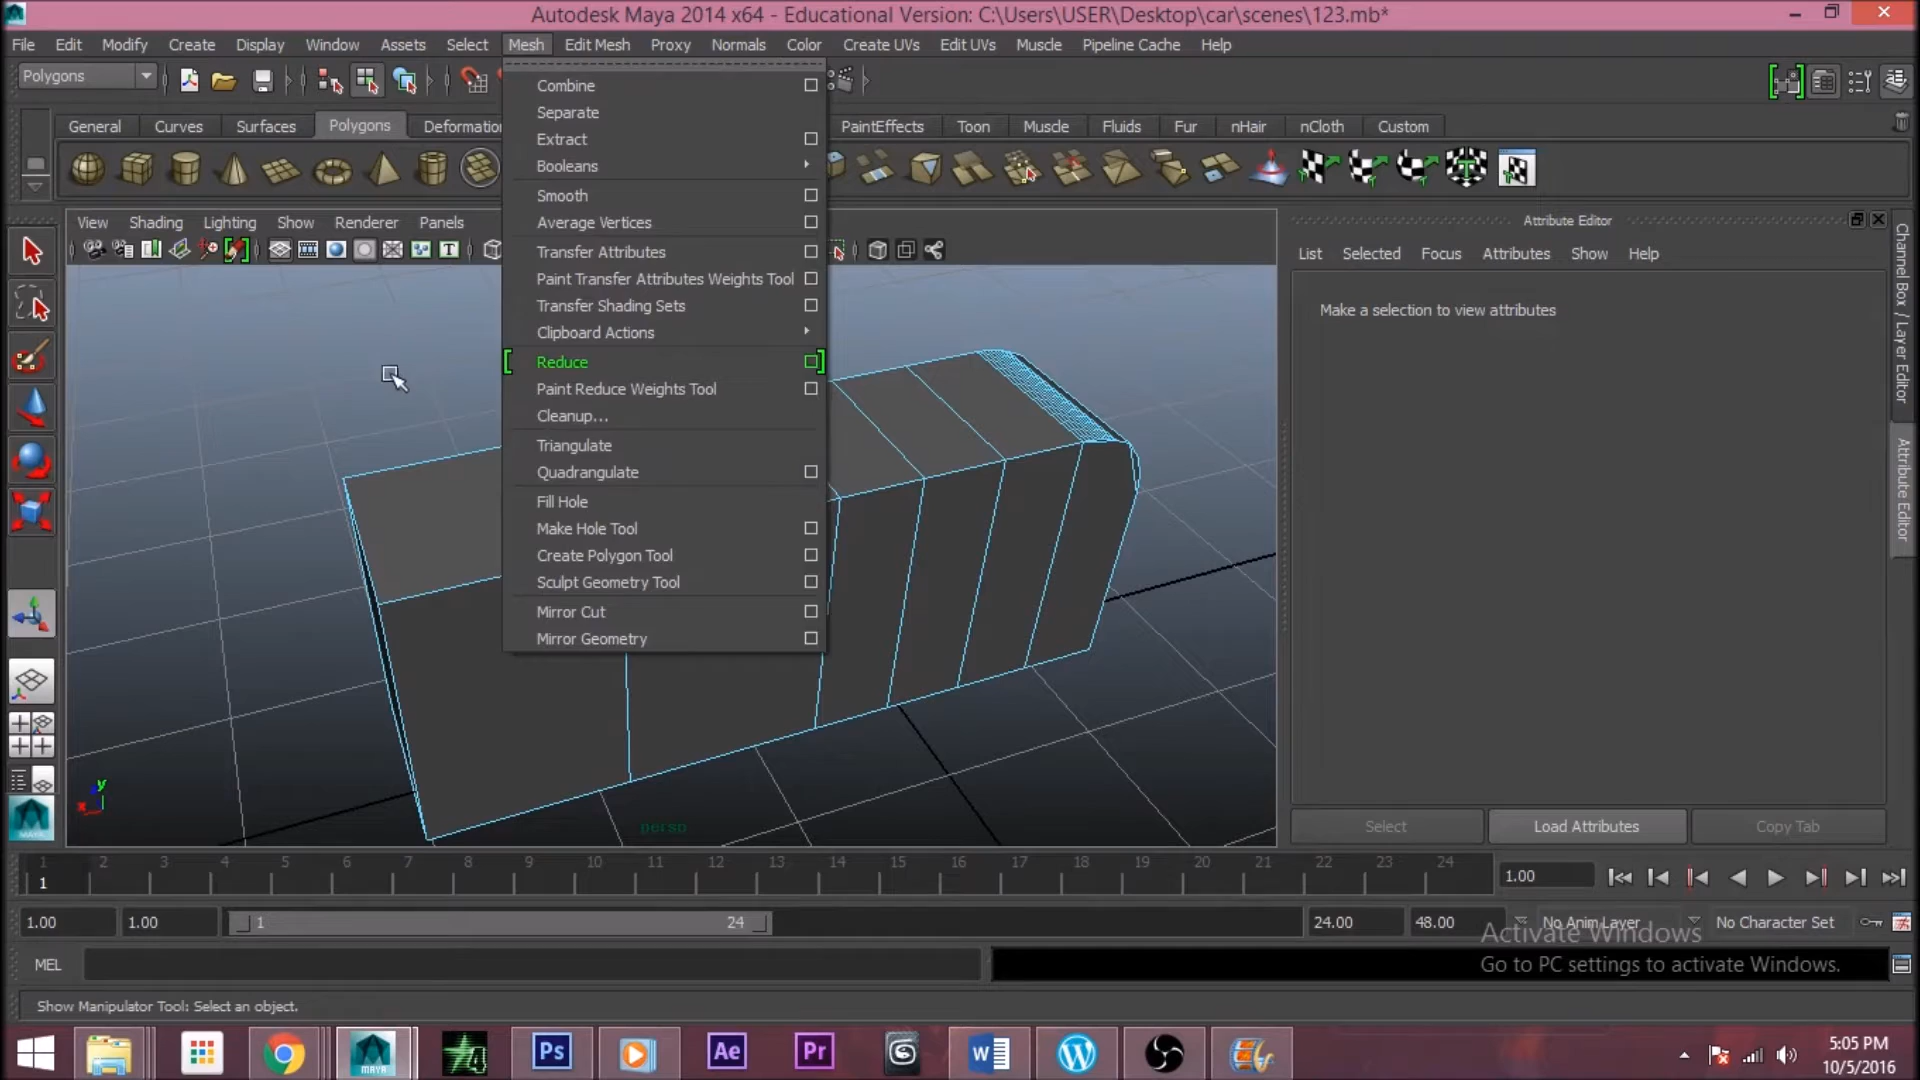 Autodesk Maya 2014 x64 - Educational Version: C:\Users\USER\Desktop\car\scenes\123.mb*
File Edit Modify Create Display Window Assets Select Mesh Edit Mesh Proxy Normals Color Create UVs Edit UVs Muscle Pipeline Cache Help
Polygons
General Curves Surfaces Polygons Deformation PaintEffects Toon Muscle Fluids Fur nHair nCloth Custom
View Shading Lighting Show Renderer Panels
Combine
Separate
Extract
Booleans
Smooth
Average Vertices
Transfer Attributes
Paint Transfer Attributes Weights Tool
Transfer Shading Sets
Clipboard Actions
Reduce
Paint Reduce Weights Tool
Cleanup...
Triangulate
Quadrangulate
Fill Hole
Make Hole Tool
Create Polygon Tool
Sculpt Geometry Tool
Mirror Cut
Mirror Geometry
Attribute Editor
List Selected Focus Attributes Show Help
Make a selection to view attributes
Channel Box / Layer Editor
Attribute Editor
y
x
persp
MAYA
Select Load Attributes Copy Tab
1 2 3 4 5 6 7 8 9 10 11 12 13 14 15 16 17 18 19 20 21 22 23 24
1
1.00
1.00 1.00 1 24 24.00 48.00 No Anim Layer No Character Set
Activate Windows
Go to PC settings to activate Windows.
MEL
Show Manipulator Tool: Select an object.
MAYA Ps Ae Pr
5:05 PM
10/5/2016